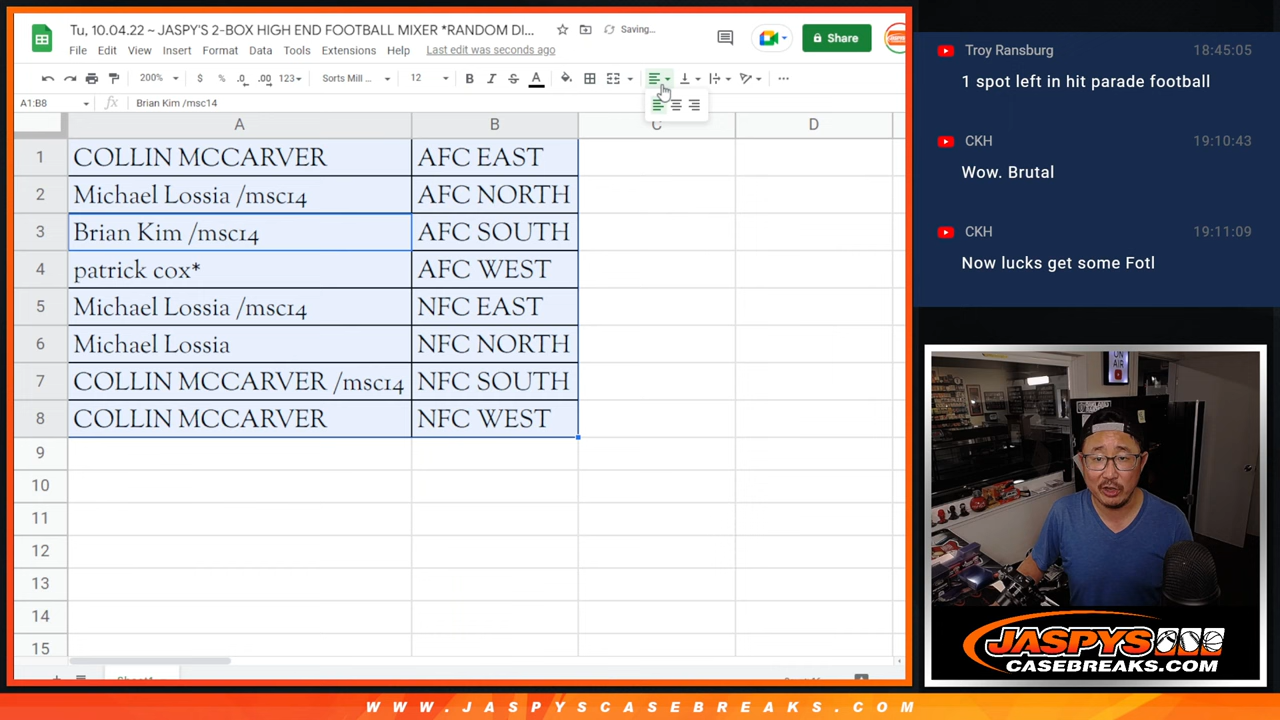 Tu, 10.04.22 ~ JASPY'S 2-BOX HIGH END FOOTBALL MIXER *RANDOM DI...
Saving...
Share
File Edit View Insert Format Data Tools Extensions Help Last edit was seconds ago
200% $ % .0 .00 123 Sorts Mill ... 12 B I S A
A1:B8 fx Brian Kim /msc14
A B C D
1 COLLIN MCCARVER AFC EAST
2 Michael Lossia /msc14 AFC NORTH
3 Brian Kim /msc14 AFC SOUTH
4 patrick cox* AFC WEST
5 Michael Lossia /msc14 NFC EAST
6 Michael Lossia NFC NORTH
7 COLLIN MCCARVER /msc14 NFC SOUTH
8 COLLIN MCCARVER NFC WEST
9
10
11
12
13
14
15
Troy Ransburg 18:45:05
1 spot left in hit parade football
CKH 19:10:43
Wow. Brutal
CKH 19:11:09
Now lucks get some Fotl
ON AIR
JASPYS
CASEBREAKS.COM
WWW.JASPYSCASEBREAKS.COM